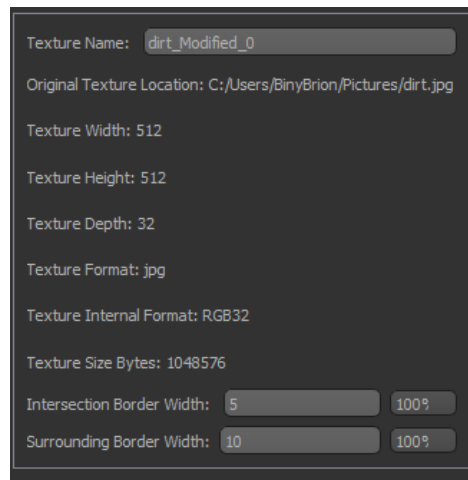 Texture Name: dirt_Modified_0
Original Texture Location: C:/Users/BinyBrion/Pictures/dirt.jpg
Texture Width: 512
Texture Height: 512
Texture Depth: 32
Texture Format: jpg
Texture Internal Format: RGB32
Texture Size Bytes: 1048576
Intersection Border Width: 5 100%
Surrounding Border Width: 10 100%